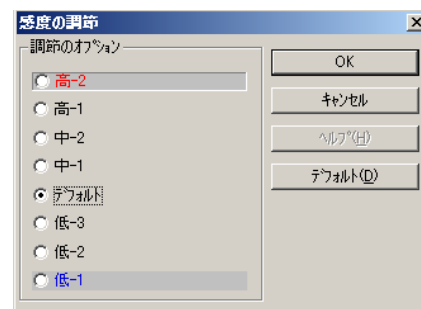 感度の調節
調節のｵﾌﾟｼｮﾝ
高-2
高-1
中-2
中-1
ﾃﾞﾌｫﾙﾄ
低-3
低-2
低-1
OK
ｷｬﾝｾﾙ
ﾍﾙﾌﾟ(H)
ﾃﾞﾌｫﾙﾄ(D)